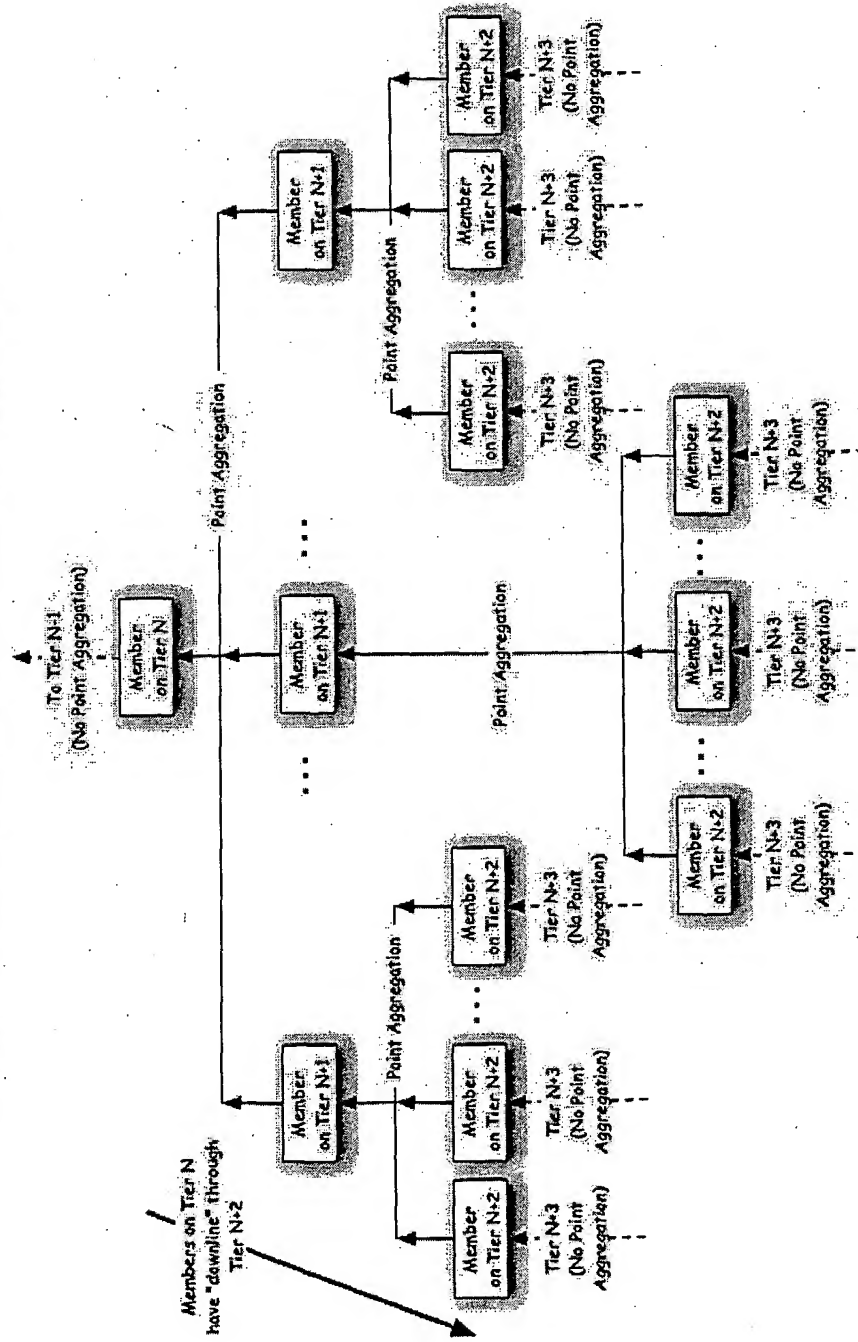 To Tier N-1
(No Point Aggregation)
Member
on Tier N
Members on Tier N
have "downline" through
Tier N+2
Point Aggregation
Member
on Tier N+1
Member
on Tier N+1
Member
on Tier N+1
Point Aggregation
Point Aggregation
Member
on Tier N+2
Member
on Tier N+2
Member
on Tier N+2
Member
on Tier N+2
Member
on Tier N+2
Member
on Tier N+2
Tier N+3
(No Point
Aggregation)
Tier N+3
(No Point
Aggregation)
Tier N+3
(No Point
Aggregation)
Point Aggregation
Tier N+3
(No Point
Aggregation)
Tier N+3
(No Point
Aggregation)
Tier N+3
(No Point
Aggregation)
Member
on Tier N+2
Member
on Tier N+2
Member
on Tier N+2
Tier N+3
(No Point
Aggregation)
Tier N+3
(No Point
Aggregation)
Tier N+3
(No Point
Aggregation)